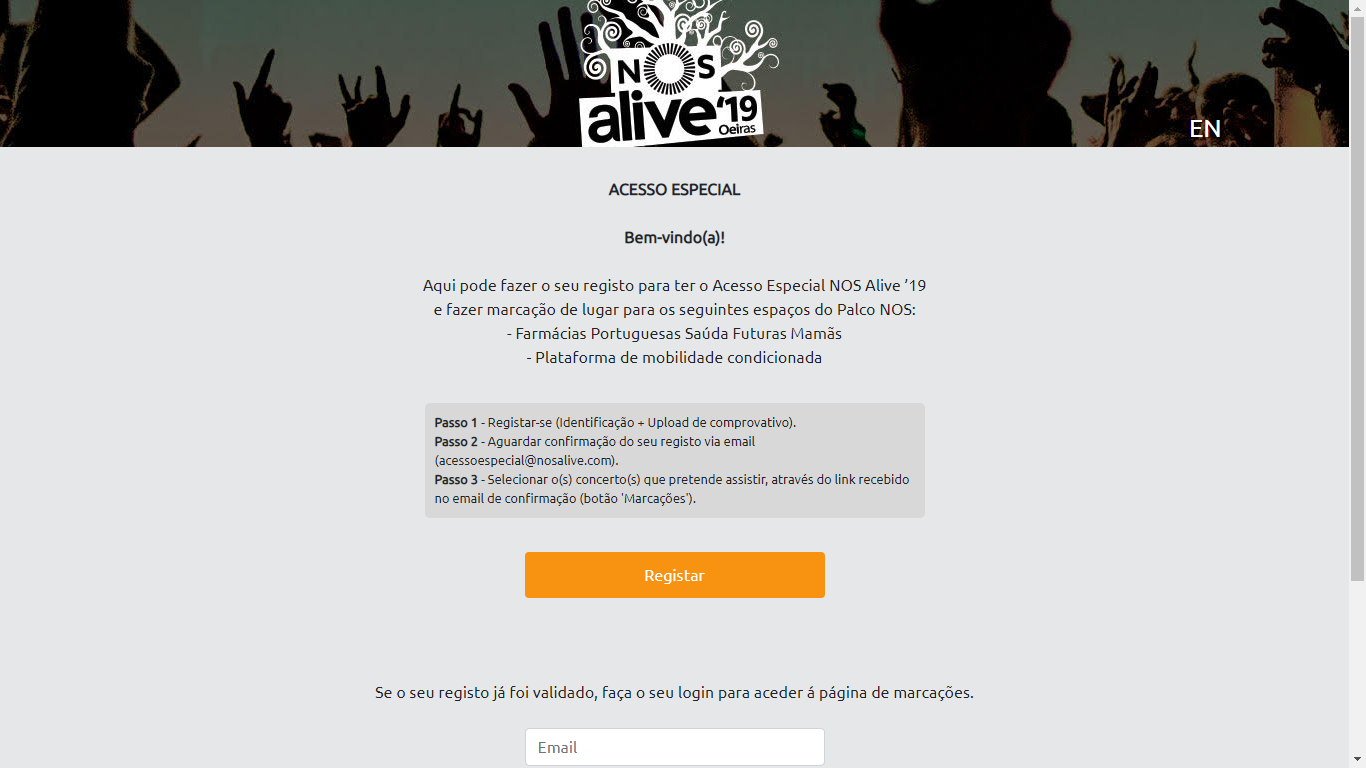 NOS
alive'19
Oeiras
EN
ACESSO ESPECIAL
Bem-vindo(a)!
Aqui pode fazer o seu registo para ter o Acesso Especial NOS Alive ’19
e fazer marcação de lugar para os seguintes espaços do Palco NOS:
- Farmácias Portuguesas Saúda Futuras Mamãs
- Plataforma de mobilidade condicionada
Passo 1 - Registar-se (Identificação + Upload de comprovativo).
Passo 2 - Aguardar confirmação do seu registo via email
(acessoespecial@nosalive.com).
Passo 3 - Selecionar o(s) concerto(s) que pretende assistir, através do link recebido
no email de confirmação (botão 'Marcações').
Registar
Se o seu registo já foi validado, faça o seu login para aceder á página de marcações.
Email